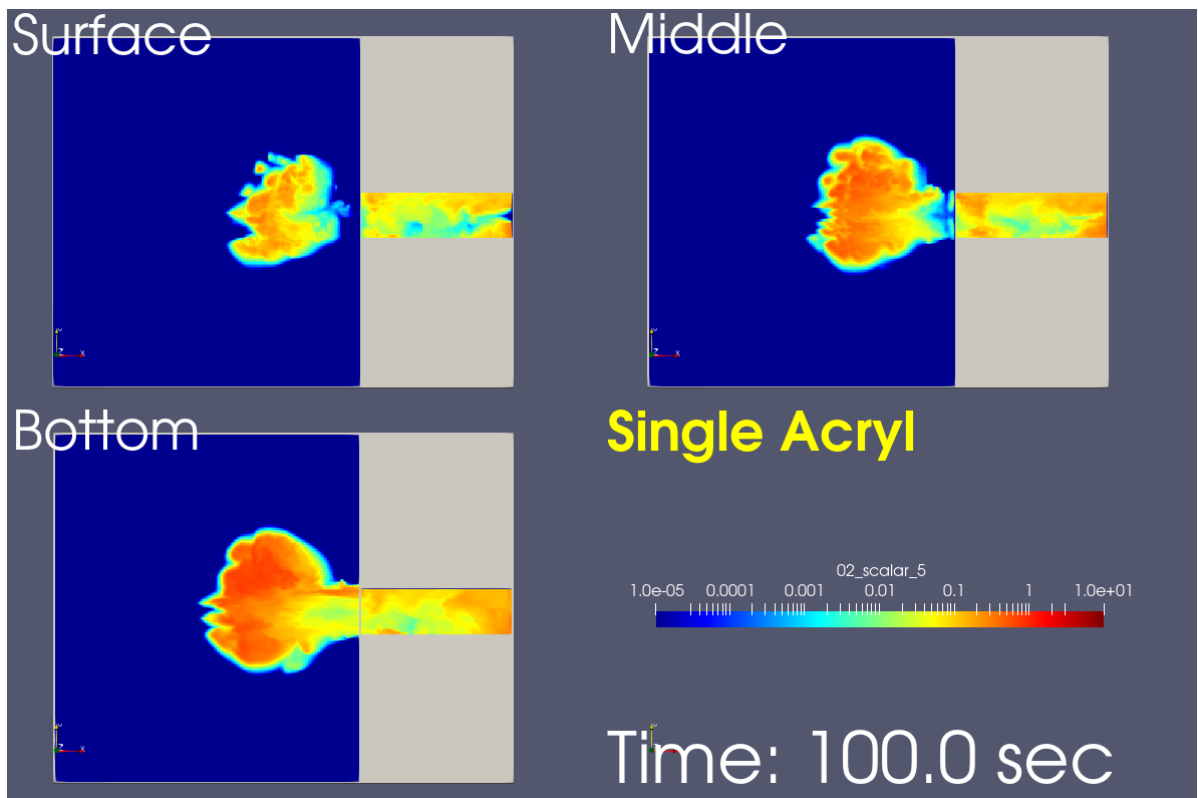 Surface
Middle
Bottom
Single Acryl
02_scalar_5
1.0e-05 0.0001 0.001 0.01 0.1 1 1.0e+01
Time: 100.0 sec